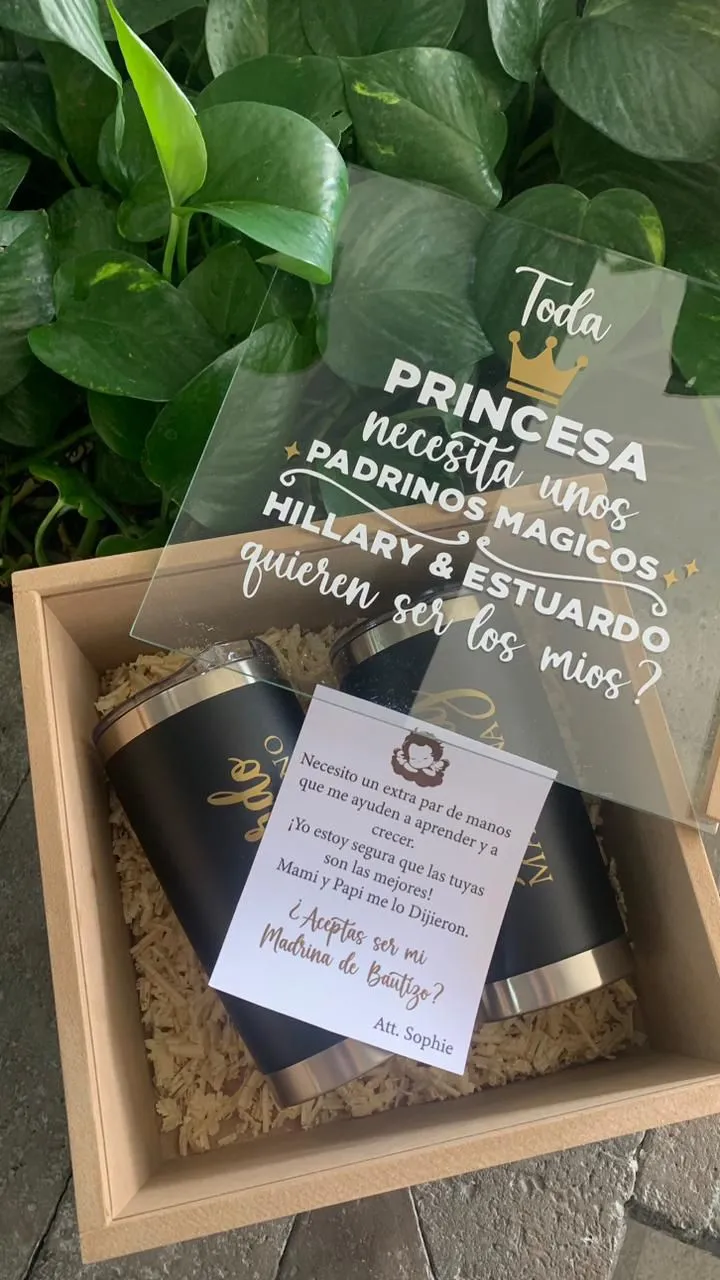 Toda
PRINCESA
necesita unos
PADRINOS MAGICOS
HILLARY & ESTUARDO
quieren ser los mios?
Necesito un extra par de manos
que me ayuden a aprender y a
crecer.
¡Yo estoy segura que las tuyas
son las mejores!
Mami y Papi me lo Dijieron.
¿Aceptas ser mi
Madrina de Bautizo?
Att. Sophie